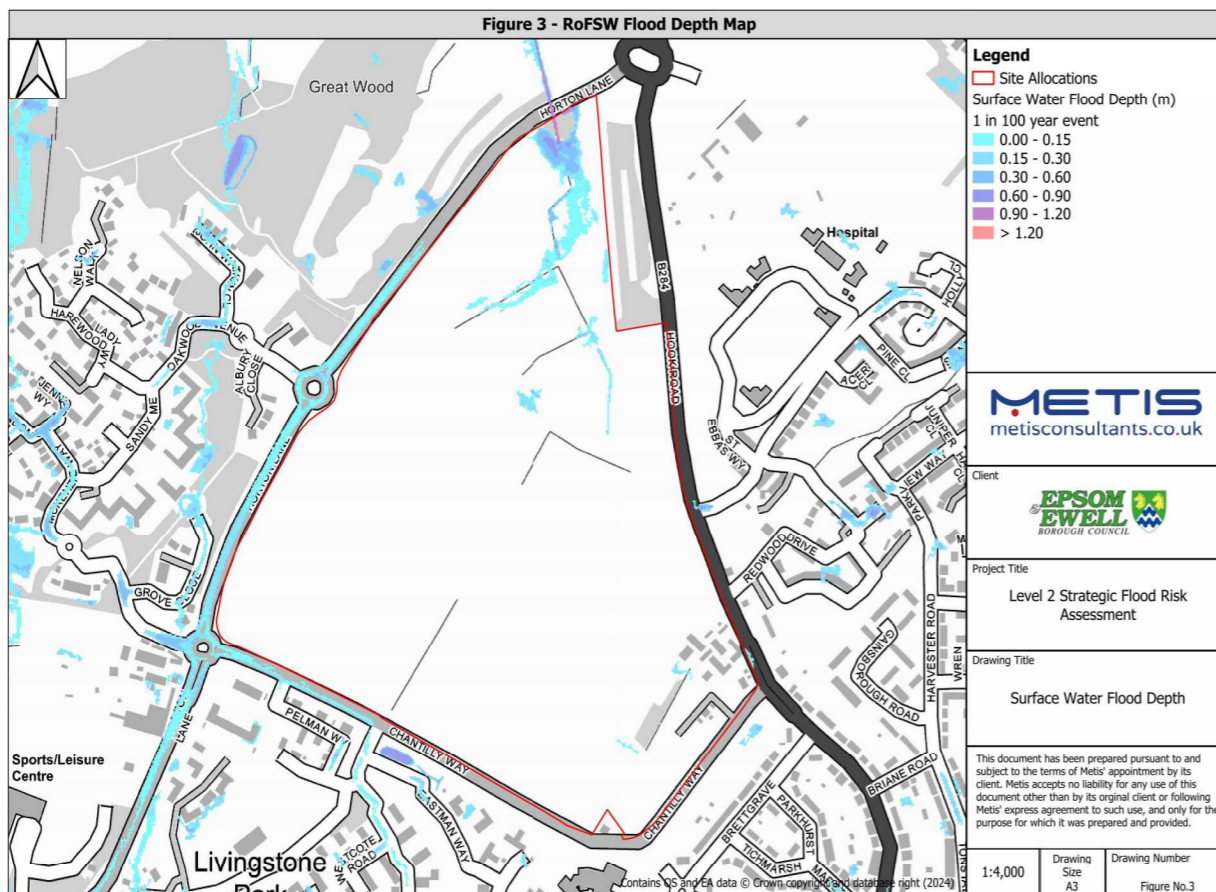 Figure 3 - RoFSW Flood Depth Map
Great Wood
HORTON LANE
Legend
Site Allocations
Surface Water Flood Depth (m)
1 in 100 year event
0.00 - 0.15
0.15 - 0.30
0.30 - 0.60
0.60 - 0.90
0.90 - 1.20
> 1.20
NELSON
WALK
Hospital
B284
HOLLY
CL
HAREWOOD
LADY
OAKWOOD AVENUE
ALBURY
CLOSE
HOOK ROAD
PINE CL
SANDY ME
ST
EBBAS WY
JUNIPER
CL
METIS
metisconsultants.co.uk
HORTON LANE
Client
EPSOM
& EWELL
BOROUGH COUNCIL
REDWOOD DRIVE
GROVE CLOSE
Project Title
Level 2 Strategic Flood Risk
Assessment
GAINSBOROUGH ROAD
HARVESTER ROAD
WREN
Drawing Title
Surface Water Flood Depth
LANE
PELMAN WY
CHANTILLY WAY
Sports/Leisure
Centre
EASTMAN WAY
CHANTILLY WAY
BRIANE ROAD
BRETTGRAVE
PARKHURST
TICHMARSH
ROAD
Livingstone
Park
This document has been prepared pursuant to and
subject to the terms of Metis' appointment by its
client. Metis accepts no liability for any use of this
document other than by its orginal client or following
Metis' express agreement to such use, and only for the
purpose for which it was prepared and provided.
Contains OS and EA data © Crown copyright and database right (2024)
1:4,000
Drawing
Size
A3
Drawing Number
Figure No.3